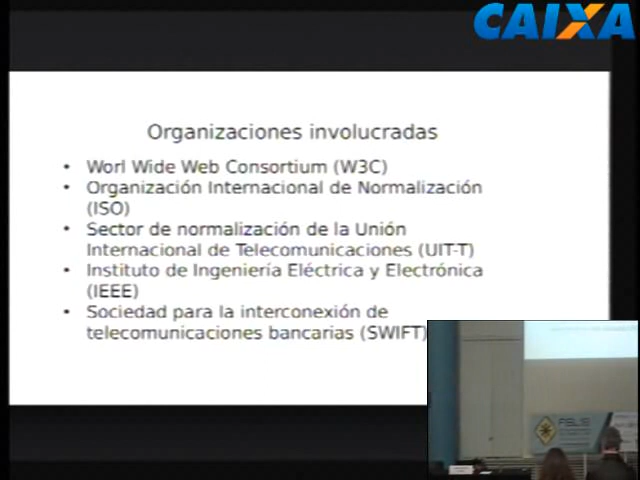 CAIXA
Organizaciones involucradas
• Worl Wide Web Consortium (W3C)
• Organización Internacional de Normalización
(ISO)
• Sector de normalización de la Unión
Internacional de Telecomunicaciones (UIT-T)
• Instituto de Ingeniería Eléctrica y Electrónica
(IEEE)
• Sociedad para la interconexión de
telecomunicaciones bancarias (SWIFT)